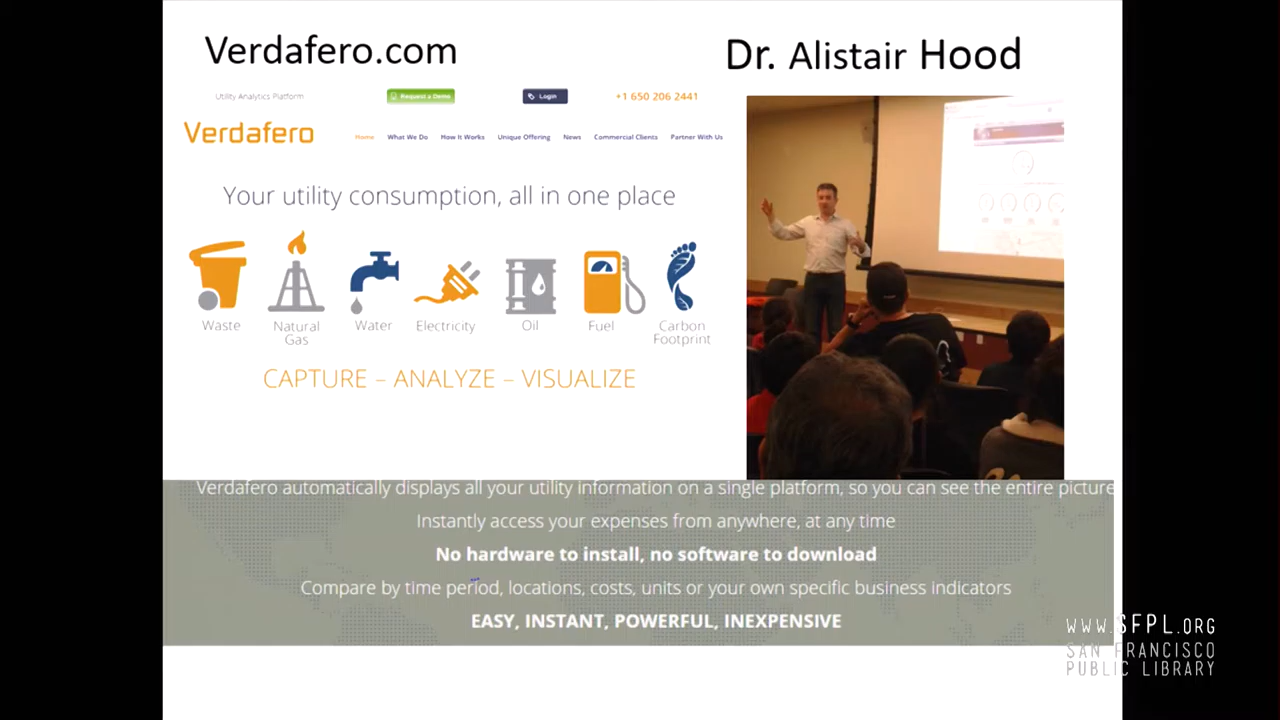 Verdafero.com
Dr. Alistair Hood
Utility Analytics Platform
Request a Demo
Login
+1 650 206 2441
Verdafero
Home What We Do How It Works Unique Offering News Commercial Clients Partner With Us
Your utility consumption, all in one place
Waste Natural Gas Water Electricity Oil Fuel Carbon Footprint
CAPTURE – ANALYZE – VISUALIZE
Verdafero automatically displays all your utility information on a single platform, so you can see the entire picture
Instantly access your expenses from anywhere, at any time
No hardware to install, no software to download
Compare by time period, locations, costs, units or your own specific business indicators
EASY, INSTANT, POWERFUL, INEXPENSIVE
WWW.SFPL.ORG
SAN FRANCISCO
PUBLIC LIBRARY